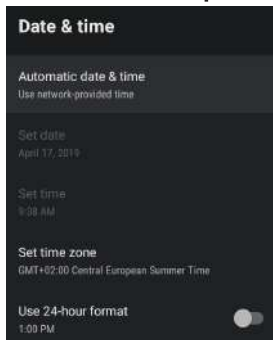 Date & time
Automatic date & time
Use network-provided time
Set date
April 17, 2019
Set time
9:38 AM
Set time zone
GMT+02:00 Central European Summer Time
Use 24-hour format
1:00 PM